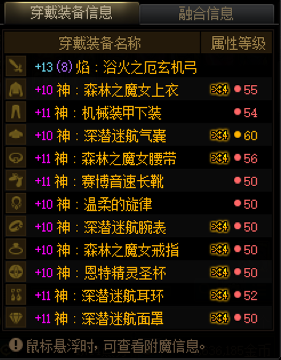 穿戴装备信息 融合信息
穿戴装备名称 属性等级
+13 (8) 焰：浴火之厄玄机弓
+10 神：森林之魔女上衣 55
+11 神：机械装甲下装 54
+10 神：深潜迷航气囊 60
+11 神：森林之魔女腰带 56
+11 神：赛博音速长靴 50
+10 神：温柔的旋律 50
+10 神：深潜迷航腕表 50
+10 神：森林之魔女戒指 50
+10 神：恩特精灵圣杯 50
+11 神：深潜迷航耳环 52
+11 神：深潜迷航面罩 50
鼠标悬浮时，可查看附魔信息。